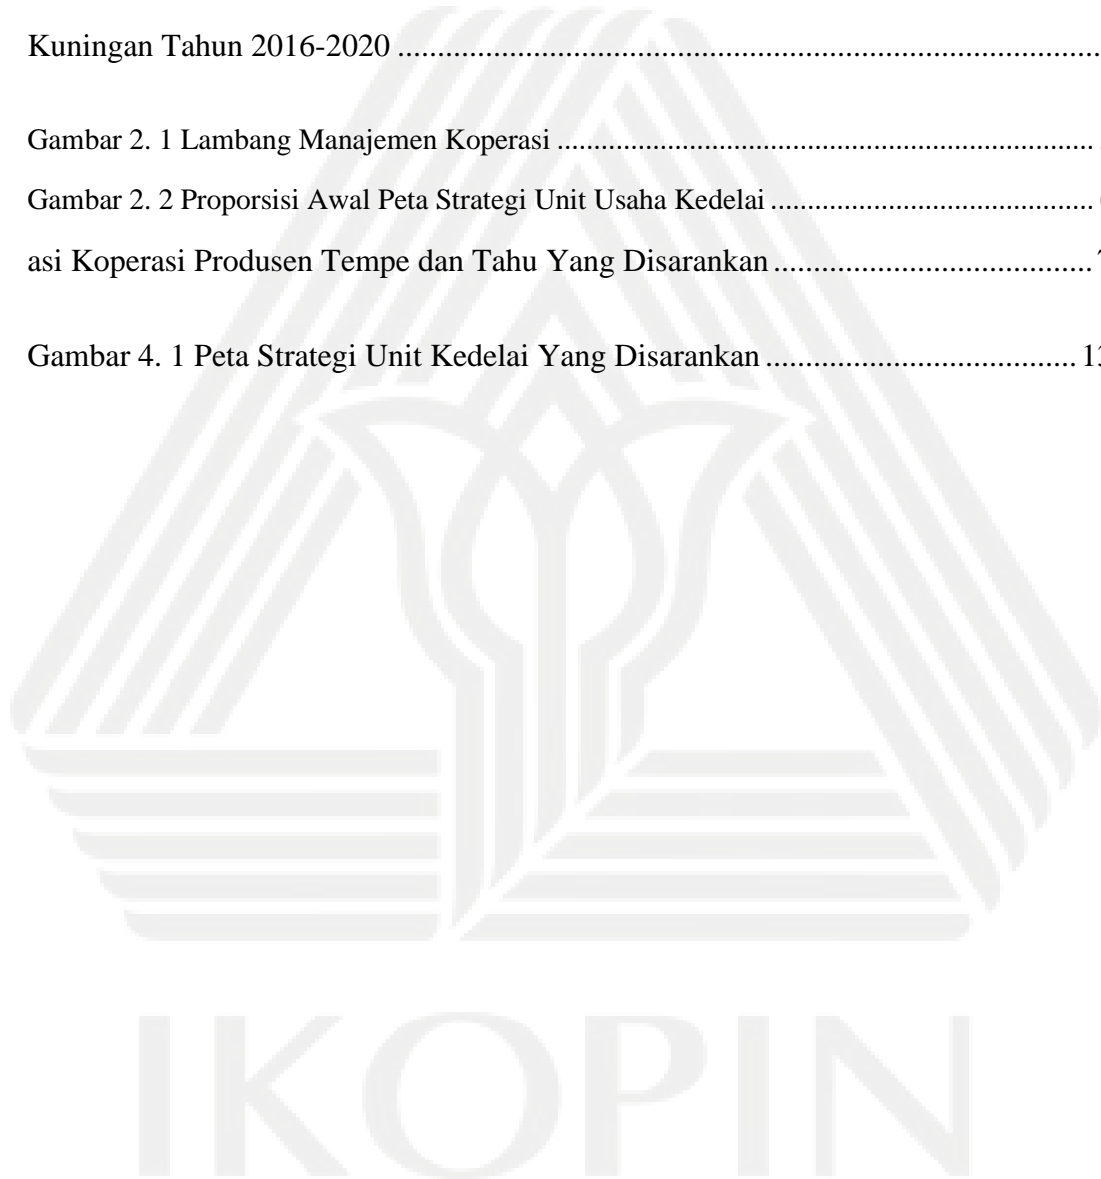 Kuningan Tahun 2016-2020 ........................................................................................
Gambar 2. 1 Lambang Manajemen Koperasi .........................................................................
Gambar 2. 2 Proporsisi Awal Peta Strategi Unit Usaha Kedelai ............................................
asi Koperasi Produsen Tempe dan Tahu Yang Disarankan .......................................
Gambar 4. 1 Peta Strategi Unit Kedelai Yang Disarankan ...................................... 13
IKOPIN